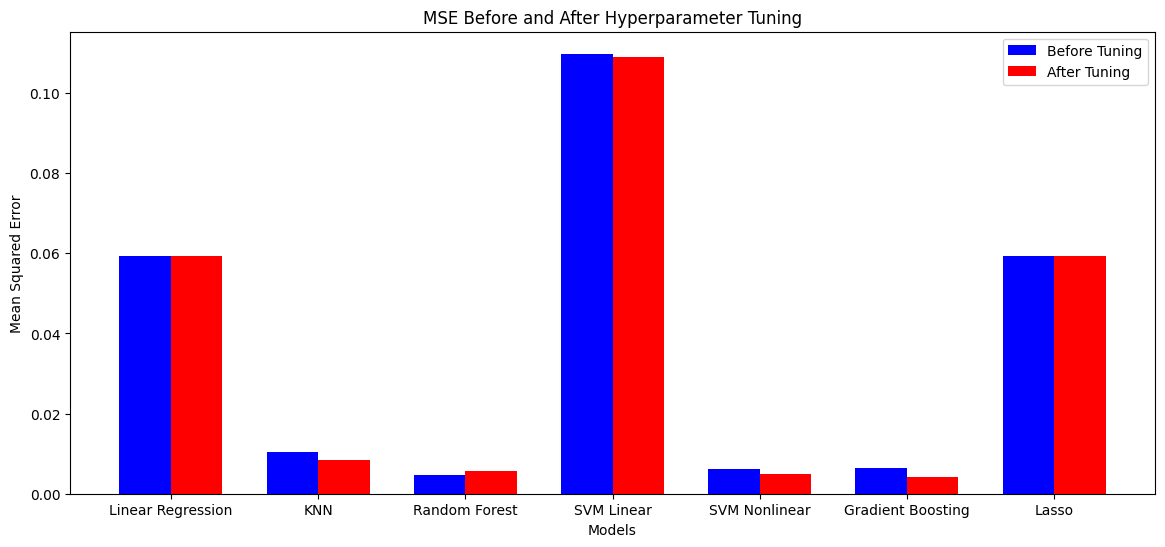 MSE Before and After Hyperparameter Tuning
Before Tuning
After Tuning
Mean Squared Error
0.10
0.08
0.06
0.04
0.02
0.00
Linear Regression
KNN
Random Forest
SVM Linear
SVM Nonlinear
Gradient Boosting
Lasso
Models